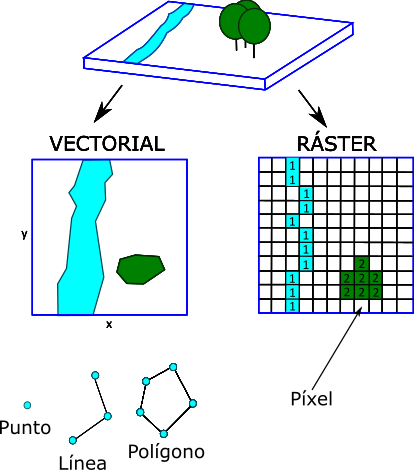 VECTORIAL
RÁSTER
y
x
1
1
1
1
1
1
1
1
2
1
2 2 2
1
2 2 2
1
Píxel
Punto
Línea
Polígono